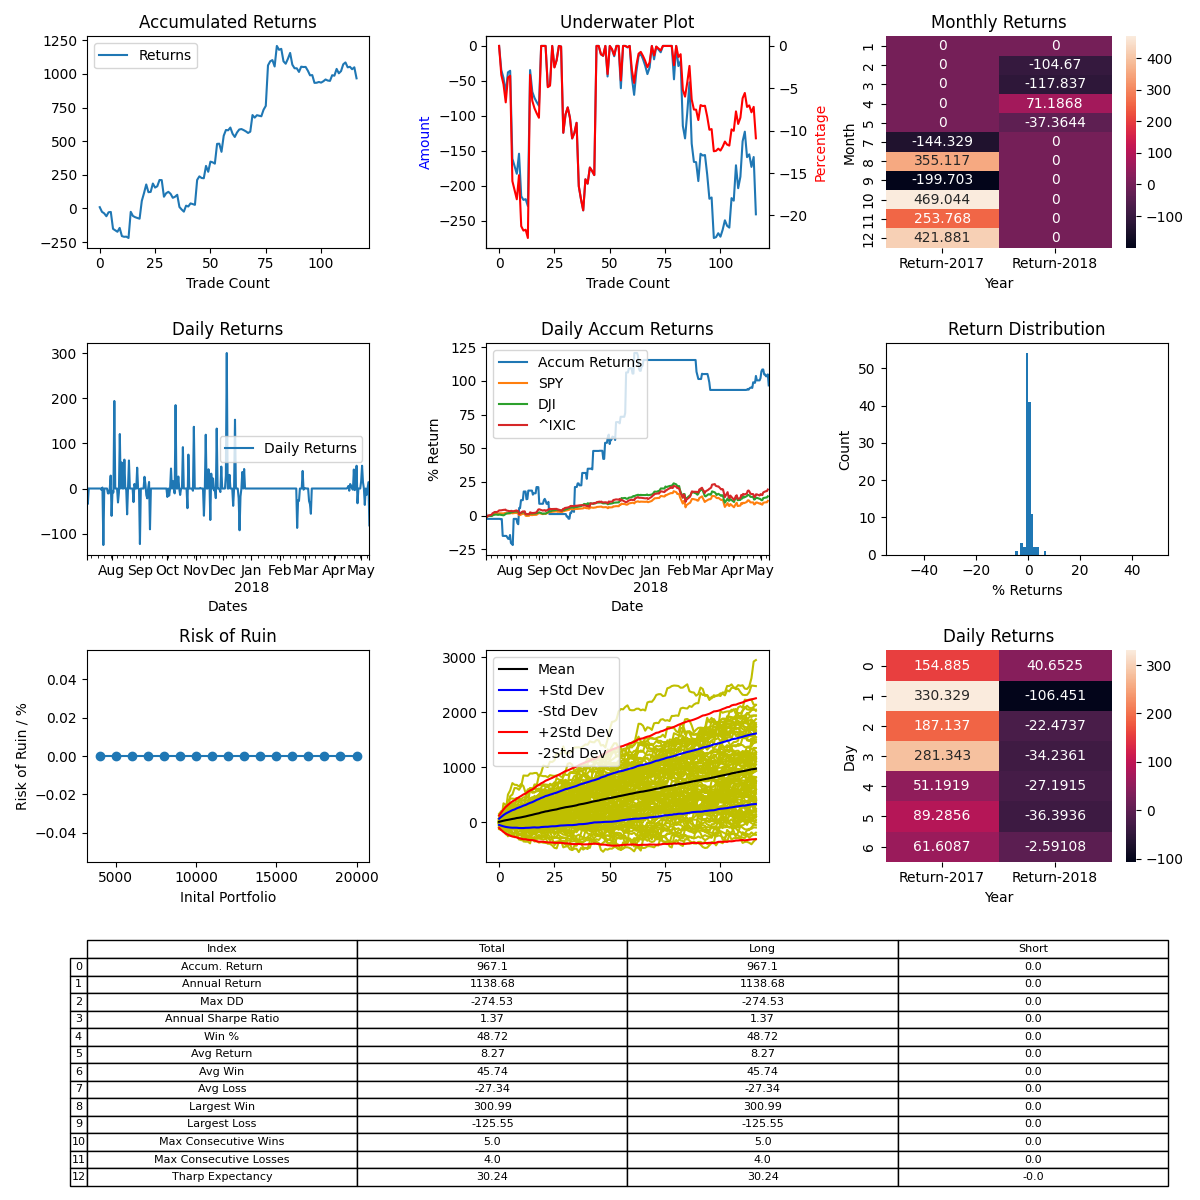 Accumulated Returns
1250
1000
750
500
250
0
−250
Returns
0 25 50 75 100
Trade Count
Underwater Plot
Amount
0
−50
−100
−150
−200
−250
0
−5
−10
−15
−20
Percentage
0 25 50 75 100
Trade Count
Monthly Returns
Month
1 0 0
2 0 -104.67
3 0 -117.837
4 0 71.1868
5 0 -37.3644
7 -144.329 0
8 355.117 0
9 -199.703 0
10 469.044 0
11 253.768 0
12 421.881 0
Return-2017 Return-2018
Year
400
300
200
100
0
−100
Daily Returns
300
200
100
0
−100
Daily Returns
Aug Sep Oct Nov Dec Jan Feb Mar Apr May
2018
Dates
Daily Accum Returns
% Return
125
100
75
50
25
0
−25
Accum Returns
SPY
DJI
^IXIC
Aug Sep Oct Nov Dec Jan Feb Mar Apr May
2018
Date
Return Distribution
Count
50
40
30
20
10
0
−40 −20 0 20 40
% Returns
Risk of Ruin
Risk of Ruin / %
0.04
0.02
0.00
−0.02
−0.04
5000 10000 15000 20000
Inital Portfolio
3000
2000
1000
0
Mean
+Std Dev
-Std Dev
+2Std Dev
-2Std Dev
0 25 50 75 100
Daily Returns
Day
0 154.885 40.6525
1 330.329 -106.451
2 187.137 -22.4737
3 281.343 -34.2361
4 51.1919 -27.1915
5 89.2856 -36.3936
6 61.6087 -2.59108
Return-2017 Return-2018
Year
300
200
100
0
−100
Index Total Long Short
0 Accum. Return 967.1 967.1 0.0
1 Annual Return 1138.68 1138.68 0.0
2 Max DD -274.53 -274.53 0.0
3 Annual Sharpe Ratio 1.37 1.37 0.0
4 Win % 48.72 48.72 0.0
5 Avg Return 8.27 8.27 0.0
6 Avg Win 45.74 45.74 0.0
7 Avg Loss -27.34 -27.34 0.0
8 Largest Win 300.99 300.99 0.0
9 Largest Loss -125.55 -125.55 0.0
10 Max Consecutive Wins 5.0 5.0 0.0
11 Max Consecutive Losses 4.0 4.0 0.0
12 Tharp Expectancy 30.24 30.24 -0.0